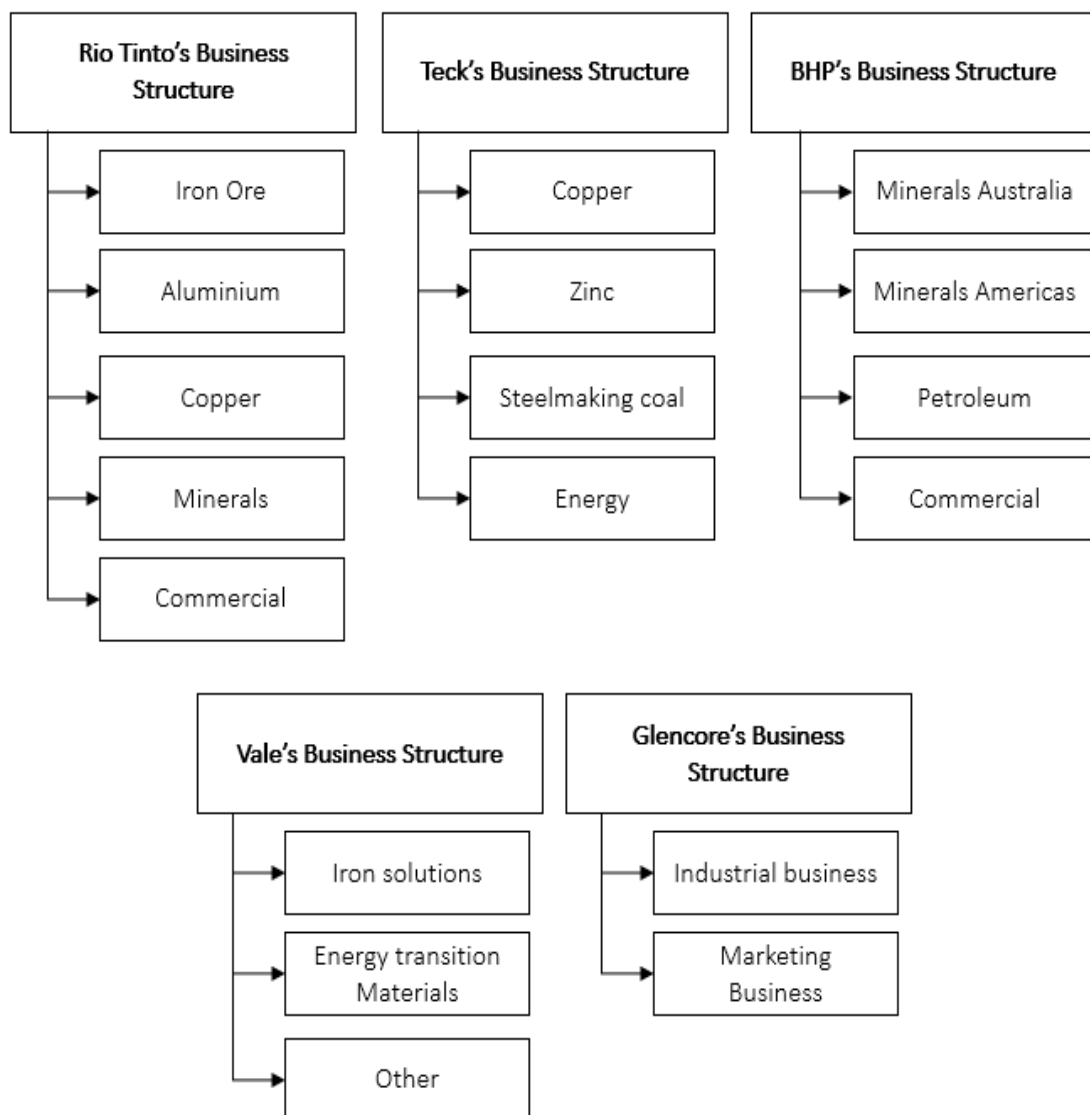 Rio Tinto's Business
Structure
Iron Ore
Aluminium
Copper
Minerals
Commercial
Teck's Business Structure
Copper
Zinc
Steelmaking coal
Energy
BHP's Business Structure
Minerals Australia
Minerals Americas
Petroleum
Commercial
Vale's Business Structure
Iron solutions
Energy transition
Materials
Other
Glencore's Business
Structure
Industrial business
Marketing
Business